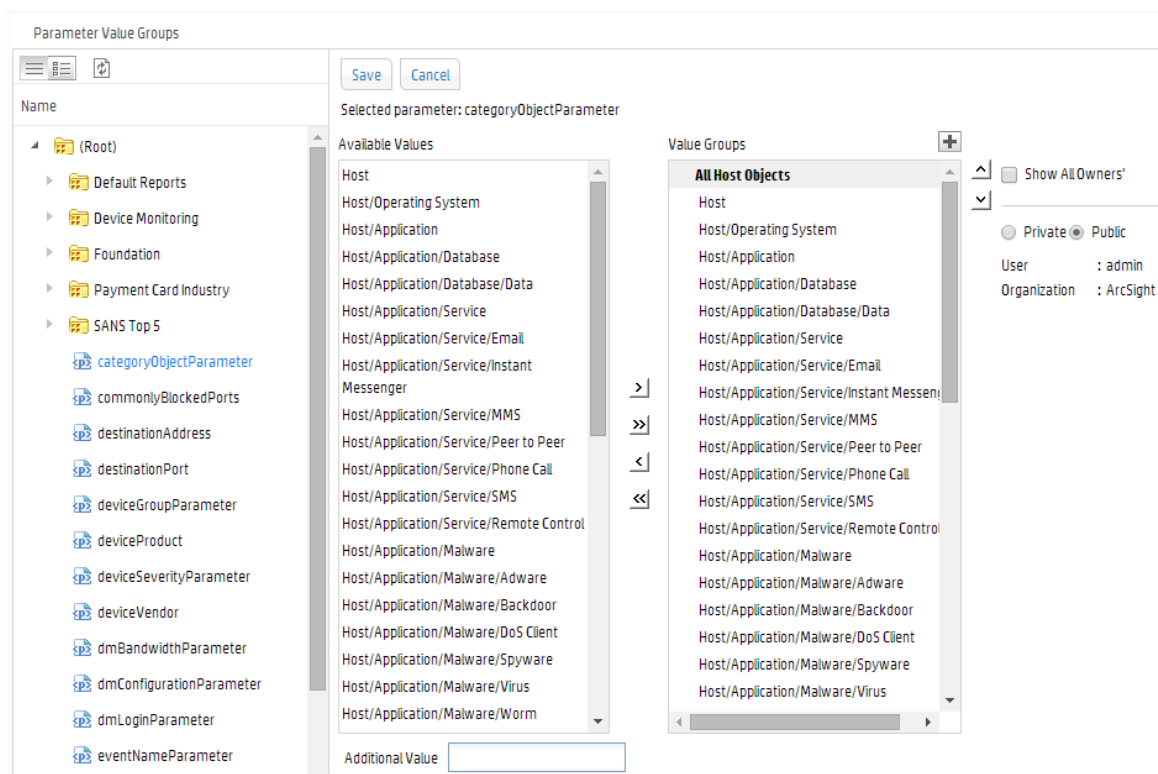 Parameter Value Groups
Name
(Root)
Default Reports
Device Monitoring
Foundation
Payment Card Industry
SANS Top 5
categoryObjectParameter
commonlyBlockedPorts
destinationAddress
destinationPort
deviceGroupParameter
deviceProduct
deviceSeverityParameter
deviceVendor
dmBandwidthParameter
dmConfigurationParameter
dmLoginParameter
eventNameParameter
Save Cancel
Selected parameter: categoryObjectParameter
Available Values
Host
Host/Operating System
Host/Application
Host/Application/Database
Host/Application/Database/Data
Host/Application/Service
Host/Application/Service/Email
Host/Application/Service/Instant
Messenger
Host/Application/Service/MMS
Host/Application/Service/Peer to Peer
Host/Application/Service/Phone Call
Host/Application/Service/SMS
Host/Application/Service/Remote Control
Host/Application/Malware
Host/Application/Malware/Adware
Host/Application/Malware/Backdoor
Host/Application/Malware/DoS Client
Host/Application/Malware/Spyware
Host/Application/Malware/Virus
Host/Application/Malware/Worm
Additional Value
>
>>
<
<<
Value Groups
All Host Objects
Host
Host/Operating System
Host/Application
Host/Application/Database
Host/Application/Database/Data
Host/Application/Service
Host/Application/Service/Email
Host/Application/Service/Instant Messen
Host/Application/Service/MMS
Host/Application/Service/Peer to Peer
Host/Application/Service/Phone Call
Host/Application/Service/SMS
Host/Application/Service/Remote Control
Host/Application/Malware
Host/Application/Malware/Adware
Host/Application/Malware/Backdoor
Host/Application/Malware/DoS Client
Host/Application/Malware/Spyware
Host/Application/Malware/Virus
Show All Owners'
Private Public
User : admin
Organization : ArcSight